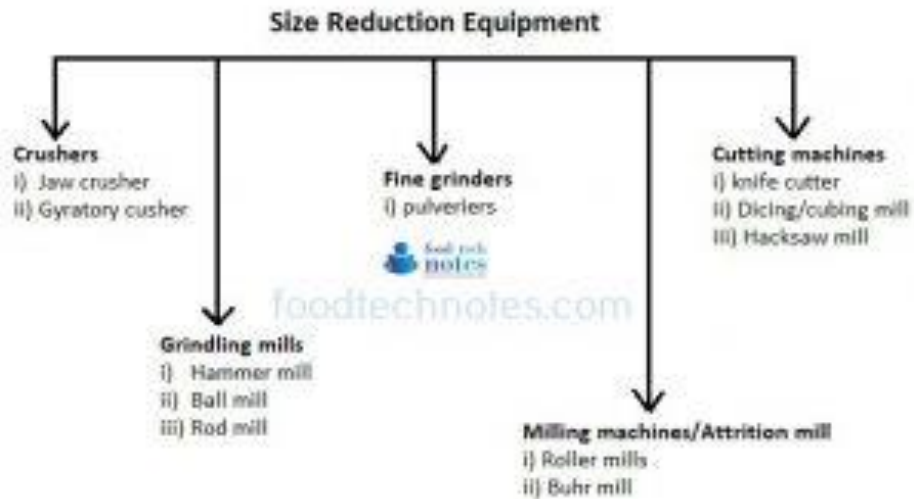 Size Reduction Equipment
Crushers
i) Jaw crusher
ii) Gyratory cusher
Fine grinders
i) pulveriers
Cutting machines
i) knife cutter
ii) Dicing/cubing mill
iii) Hacksaw mill
food tech
notes
foodtechnotes.com
Grindling mills
i) Hammer mill
ii) Ball mill
iii) Rod mill
Milling machines/Attrition mill
i) Roller mills
ii) Buhr mill